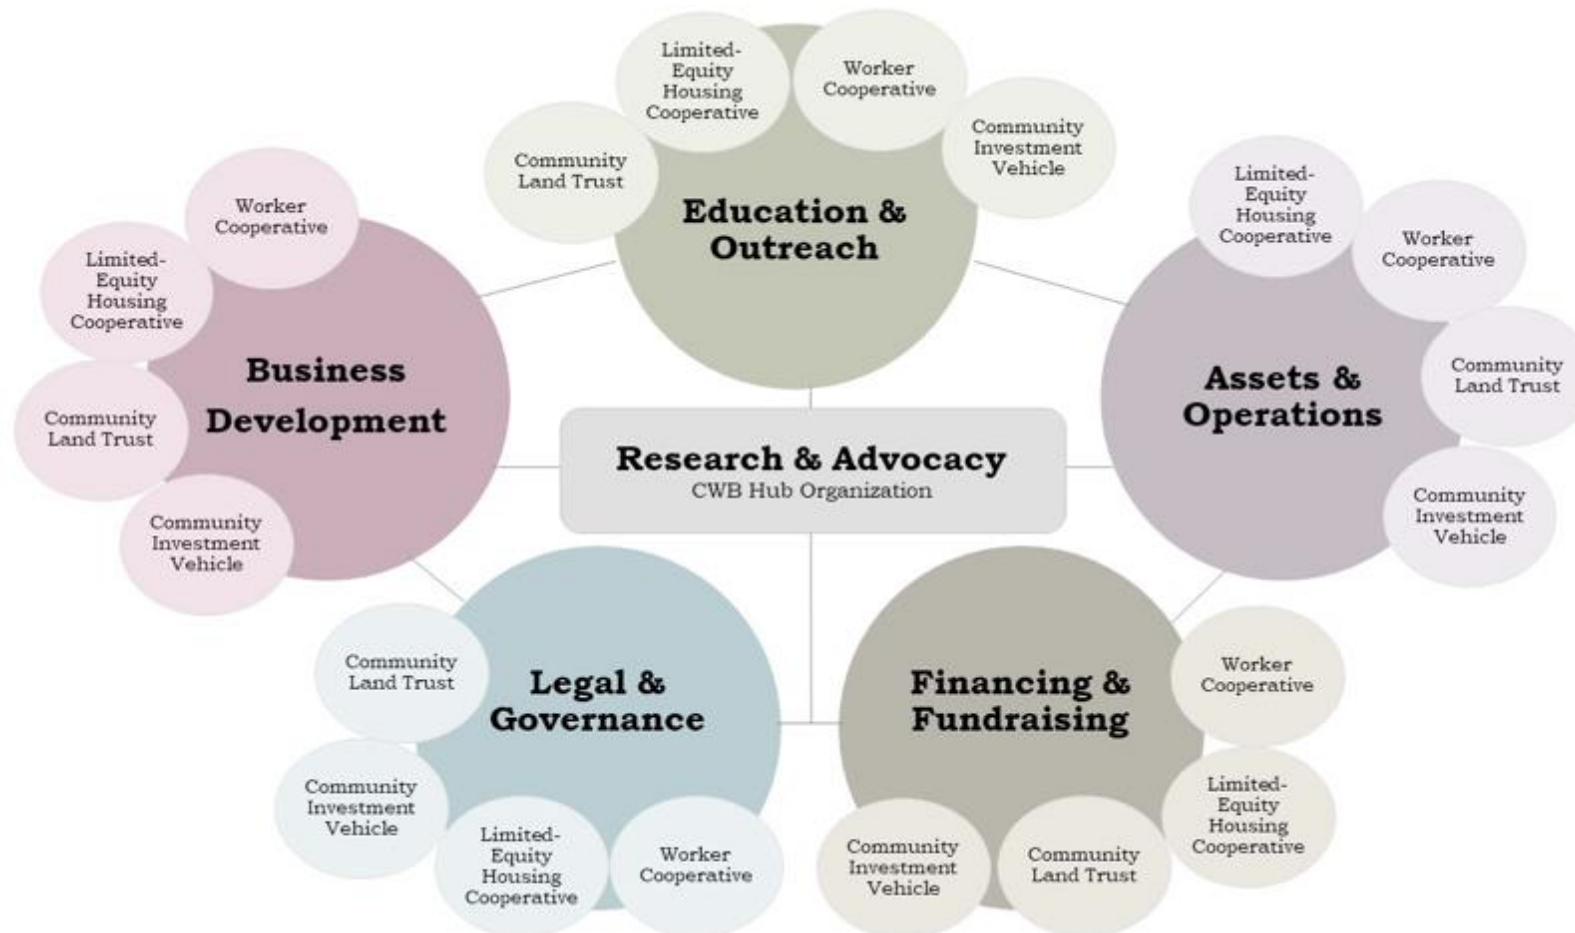 Limited-
Equity
Housing
Cooperative
Worker
Cooperative
Community
Land Trust
Community
Investment
Vehicle
Education &
Outreach
Worker
Cooperative
Limited-
Equity
Housing
Cooperative
Community
Land Trust
Community
Investment
Vehicle
Business
Development
Limited-
Equity
Housing
Cooperative
Worker
Cooperative
Community
Land Trust
Community
Investment
Vehicle
Assets &
Operations
Research & Advocacy
CWB Hub Organization
Community
Land Trust
Community
Investment
Vehicle
Limited-
Equity
Housing
Cooperative
Worker
Cooperative
Legal &
Governance
Financing &
Fundraising
Worker
Cooperative
Limited-
Equity
Housing
Cooperative
Community
Land Trust
Community
Investment
Vehicle